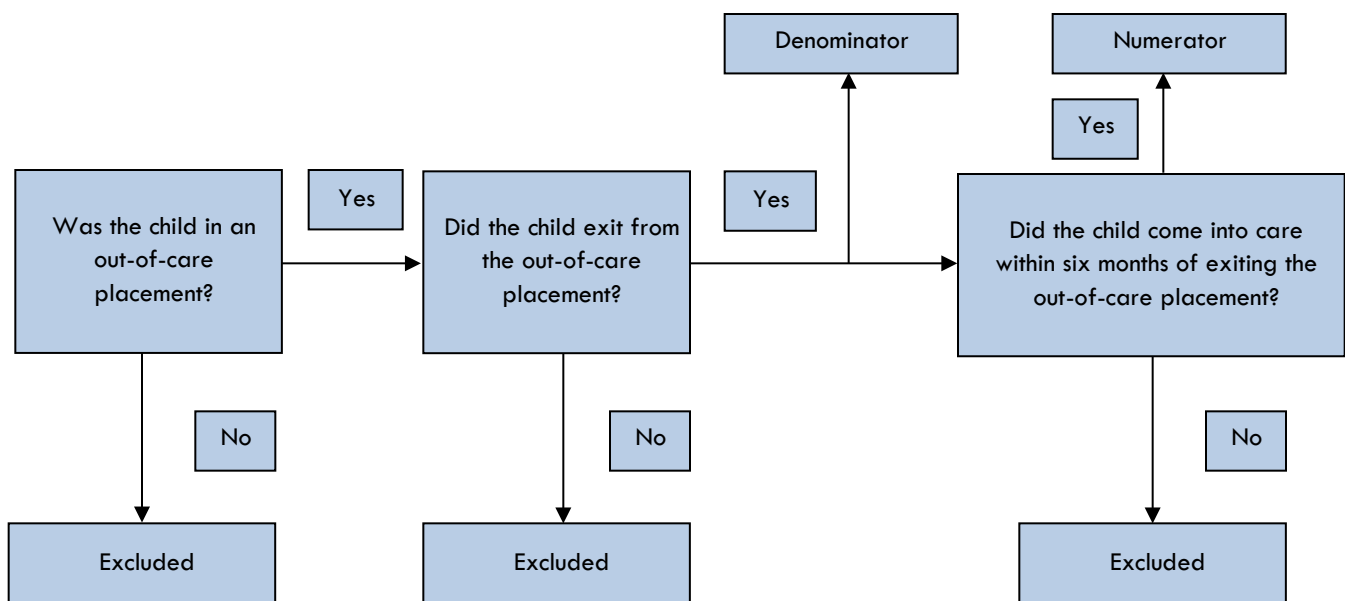 Denominator
Numerator
Yes
Was the child in an
out-of-care
placement?
Yes
Did the child exit from
the out-of-care
placement?
Yes
Did the child come into care
within six months of exiting the
out-of-care placement?
No
No
No
Excluded
Excluded
Excluded